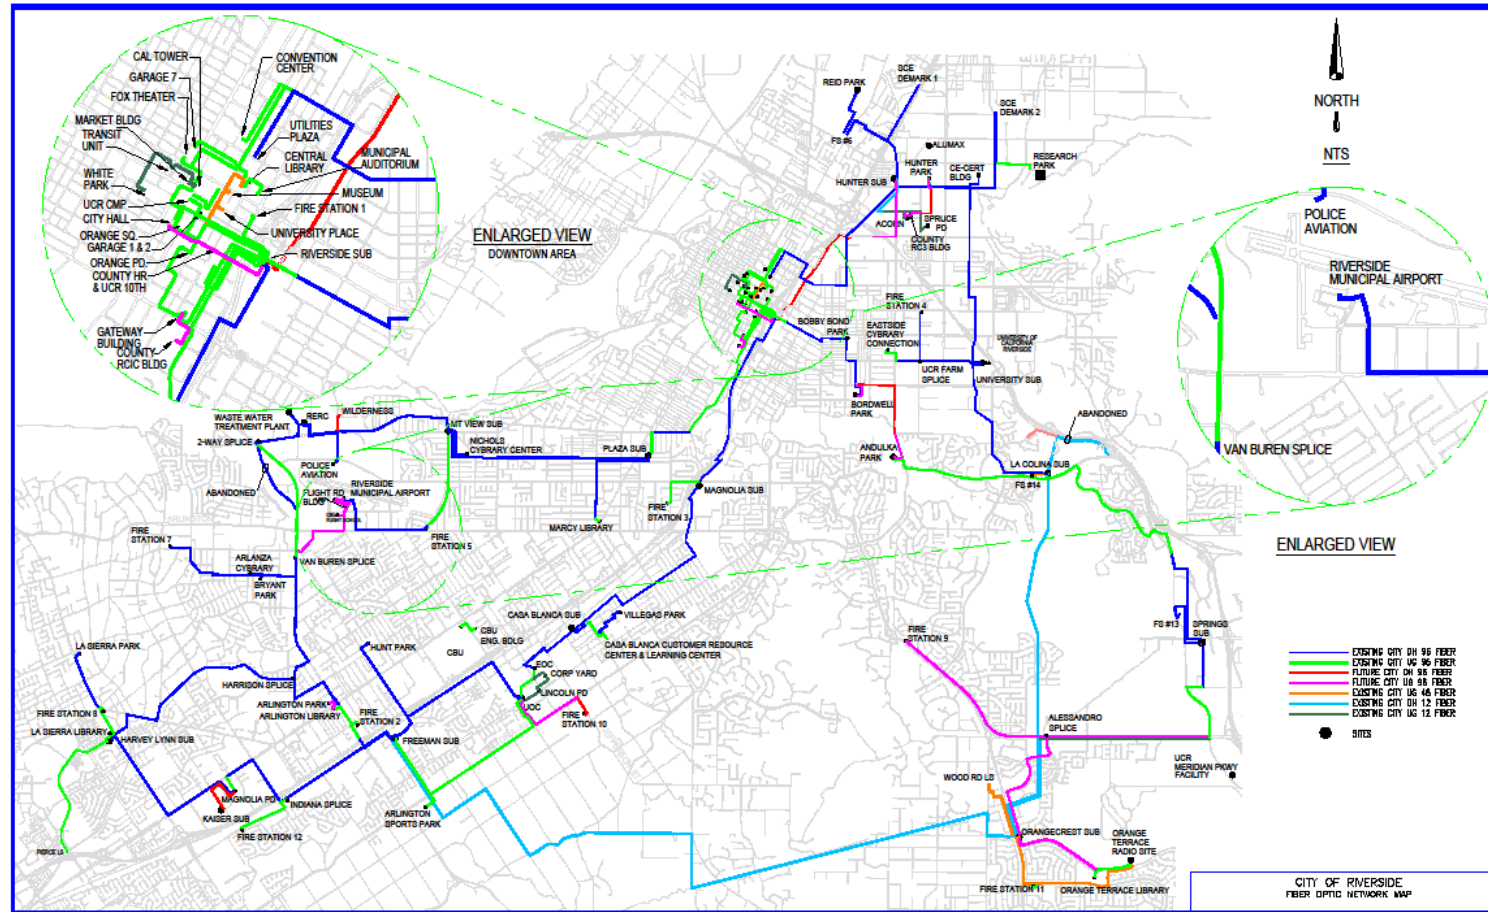 CAL TOWER
GARAGE 7
FOX THEATER
MARKET BLDG
TRANSIT
UNIT
WHITE
PARK
UCR CMP
CITY HALL
ORANGE SQ.
GARAGE 1 & 2
ORANGE PD
COUNTY HR
& UCR 10TH
GATEWAY
BUILDING
COUNTY
RCIC BLDG
CONVENTION
CENTER
UTILITIES
PLAZA
CENTRAL
LIBRARY
MUNICIPAL
AUDITORIUM
MUSEUM
FIRE STATION 1
UNIVERSITY PLACE
RIVERSIDE SUB
ENLARGED VIEW
DOWNTOWN AREA
REID PARK
SCE
DEMARK 1
SCE
DEMARK 2
FS #6
ALUMAX
HUNTER
PARK
HUNTER SUB
CE-CERT
BLDG
RESEARCH
PARK
ACORN
SPRUCE
PD
COUNTY
RC3 BLDG
NORTH
NTS
POLICE
AVIATION
RIVERSIDE
MUNICIPAL AIRPORT
VAN BUREN SPLICE
ENLARGED VIEW
FIRE
STATION 4
BOBBY BOND
PARK
EASTSIDE
CYBRARY
CONNECTION
UNIVERSITY OF
CALIFORNIA
RIVERSIDE
UCR FARM
SPLICE
UNIVERSITY SUB
BORDWELL
PARK
ABANDONED
ANDULKA
PARK
LA COLINA SUB
FS #14
WASTE WATER
TREATMENT PLANT
RERC
WILDERNESS
2-WAY SPLICE
MT VIEW SUB
NICHOLS
CYBRARY CENTER
PLAZA SUB
POLICE
AVIATION
ABANDONED
FLIGHT RD
BLDG
RIVERSIDE
MUNICIPAL AIRPORT
MAGNOLIA SUB
FIRE
STATION 3
MARCY LIBRARY
FIRE
STATION 7
FIRE
STATION 5
ARLANZA
CYBRARY
VAN BUREN SPLICE
BRYANT
PARK
CASA BLANCA SUB
VILLEGAS PARK
CBU
ENG. BDLG
CBU
CASA BLANCA CUSTOMER RESOURCE
CENTER & LEARNING CENTER
FS #13
SPRINGS
SUB
FIRE
STATION 9
LA SIERRA PARK
HUNT PARK
EOC
CORP YARD
LINCOLN PD
UOC
FIRE
STATION 10
HARRISON SPLICE
ARLINGTON PARK
ARLINGTON LIBRARY
FIRE
STATION 2
FREEMAN SUB
FIRE STATION 8
LA SIERRA LIBRARY
HARVEY LYNN SUB
MAGNOLIA PD
KAISER SUB
INDIANA SPLICE
FIRE STATION 12
ARLINGTON
SPORTS PARK
PIERCE LS
ALESSANDRO
SPLICE
UCR
MERIDIAN PKWY
FACILITY
WOOD RD LS
ORANGECREST SUB
ORANGE
TERRACE
RADIO SITE
FIRE STATION 11
ORANGE TERRACE LIBRARY
EXISTING CITY OH 96 FIBER
EXISTING CITY UG 96 FIBER
FUTURE CITY OH 96 FIBER
FUTURE CITY UG 96 FIBER
EXISTING CITY UG 48 FIBER
EXISTING CITY OH 12 FIBER
EXISTING CITY UG 12 FIBER
SITES
CITY OF RIVERSIDE
FIBER OPTIC NETWORK MAP